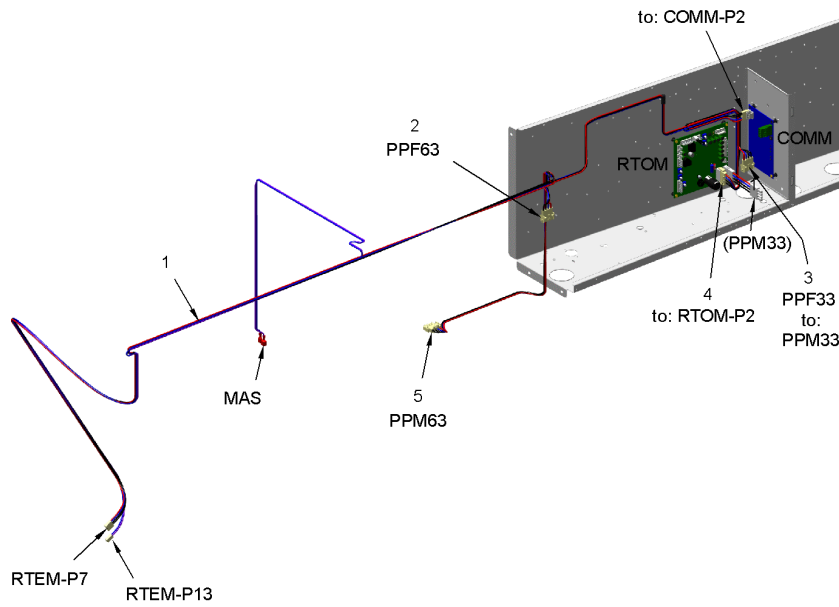 to: COMM-P2
2
PPF63
COMM
RTOM
(PPM33)
1
3
PPF33
to:
PPM33
4
to: RTOM-P2
MAS
5
PPM63
RTEM-P7
RTEM-P13